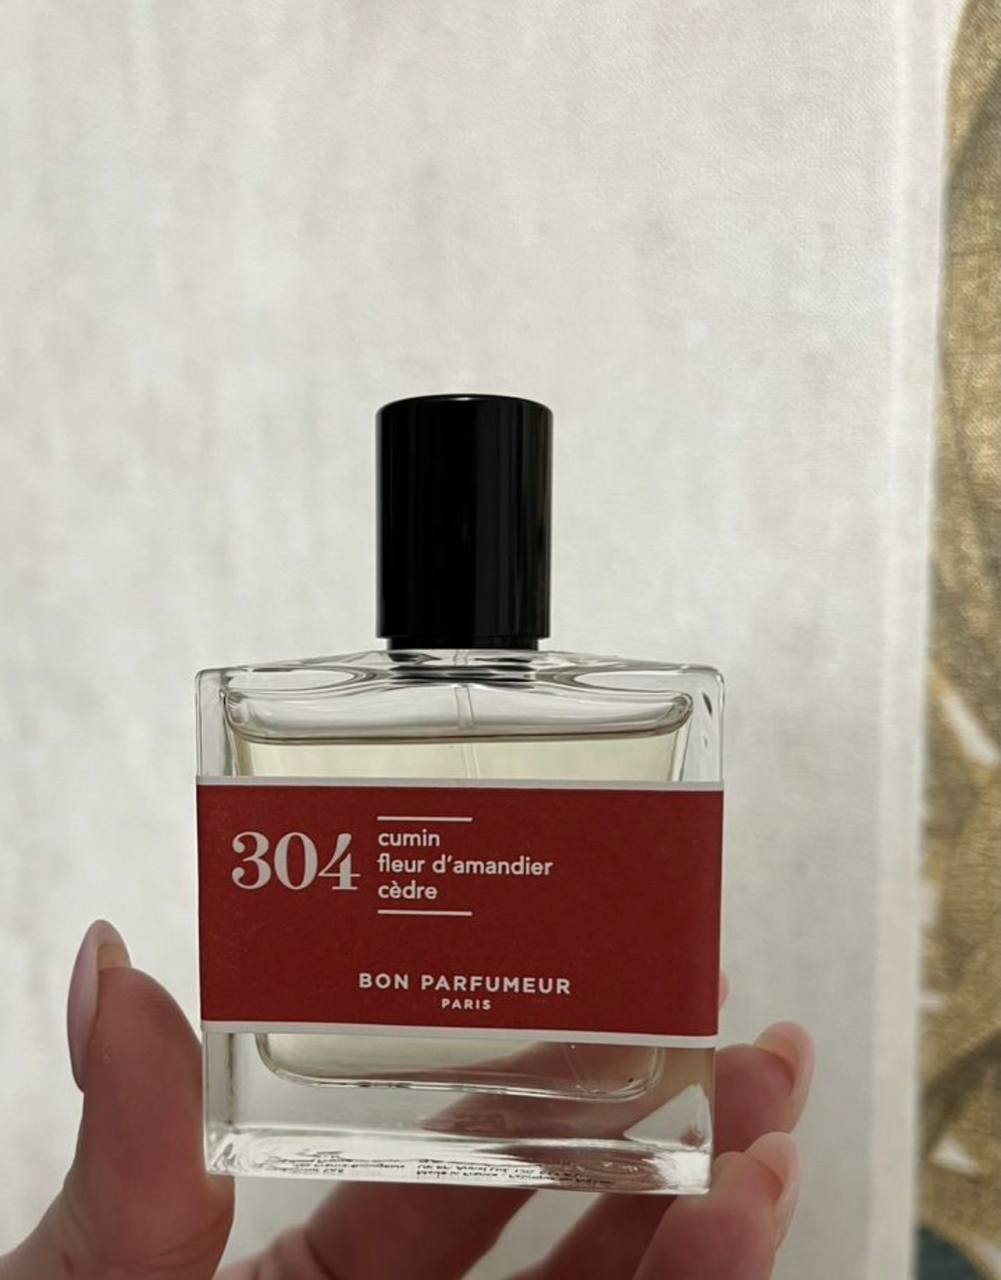 304
cumin
fleur d'amandier
cèdre
BON PARFUMEUR
PARIS